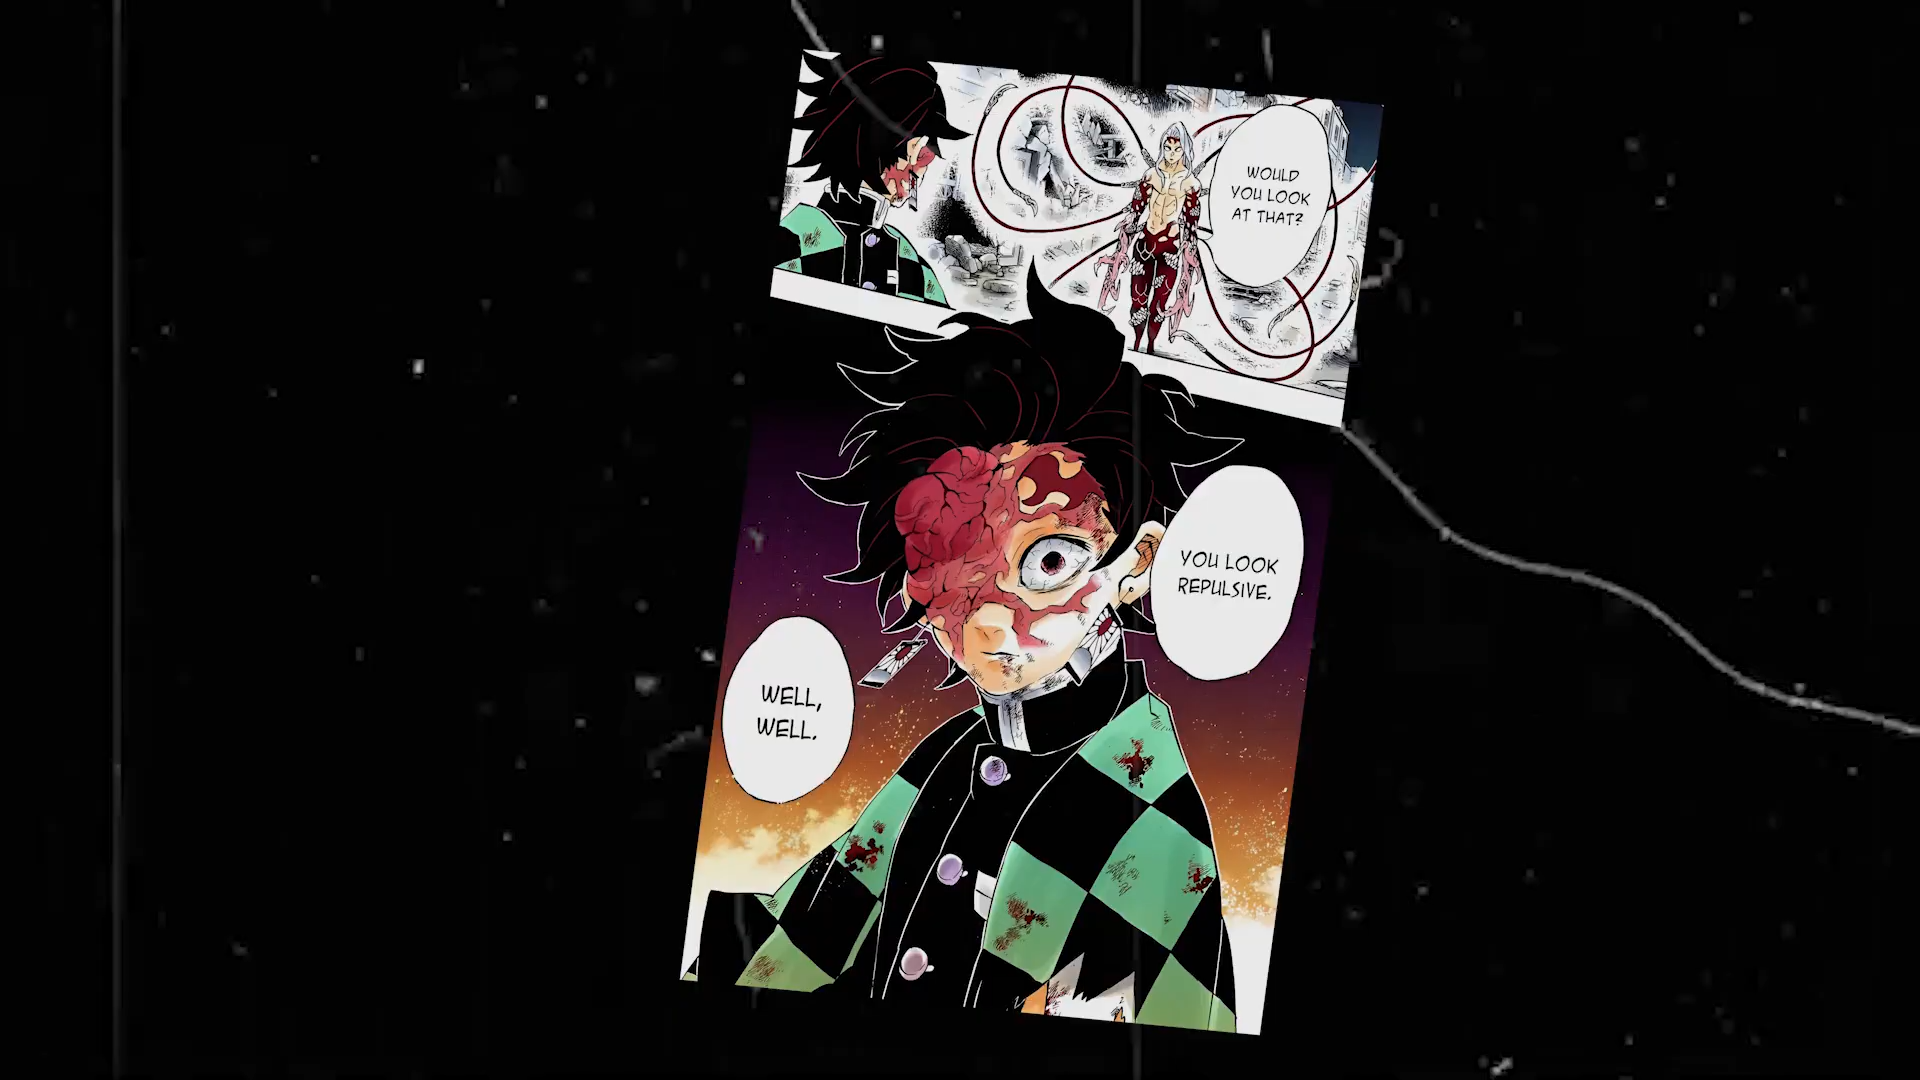 WOULD
YOU LOOK
AT THAT?
YOU LOOK
REPULSIVE.
WELL,
WELL.